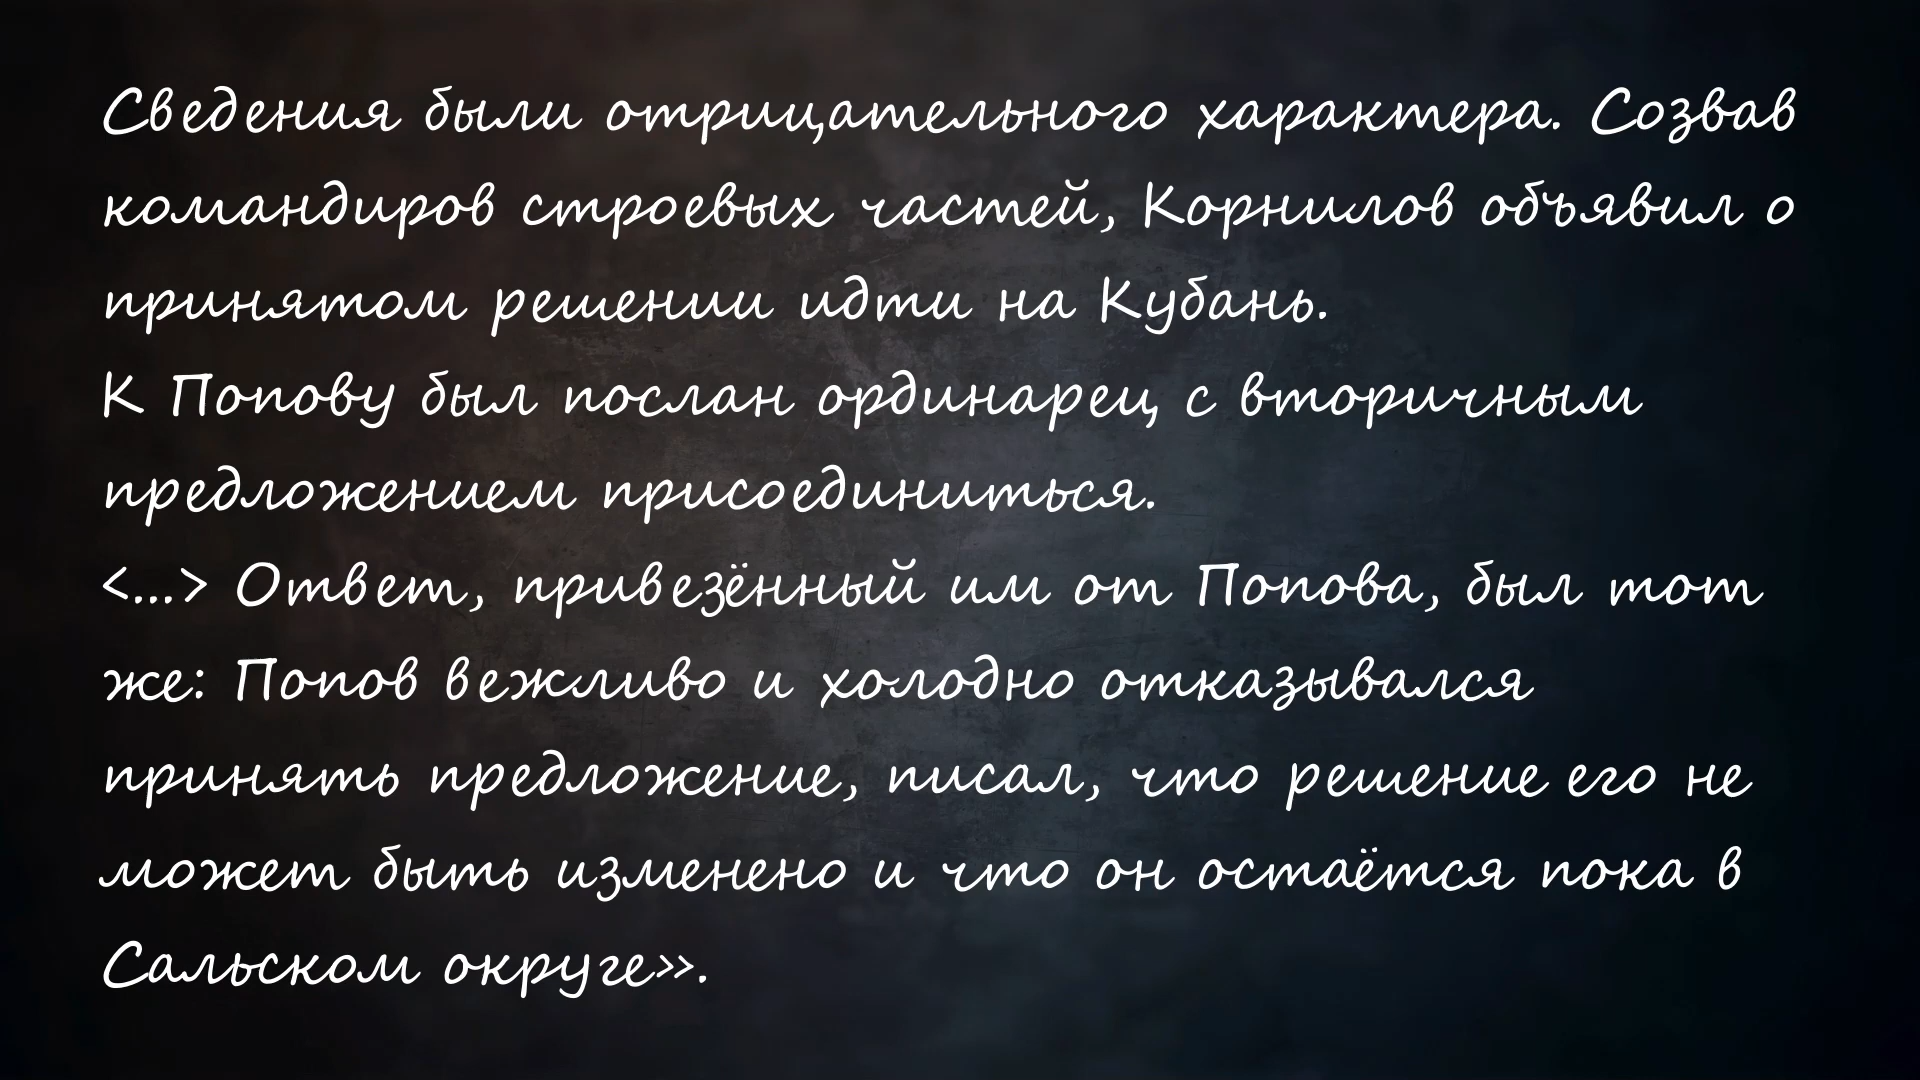 Сведения были отрицательного характера. Созвав
командиров строевых частей, Корнилов объявил о
принятом решении идти на Кубань.
К Попову был послан ординарец с вторичным
предложением присоединиться.
<...> Ответ, привезённый им от Попова, был тот
же: Попов вежливо и холодно отказывался
принять предложение, писал, что решение его не
может быть изменено и что он остаётся пока в
Сальском округе».